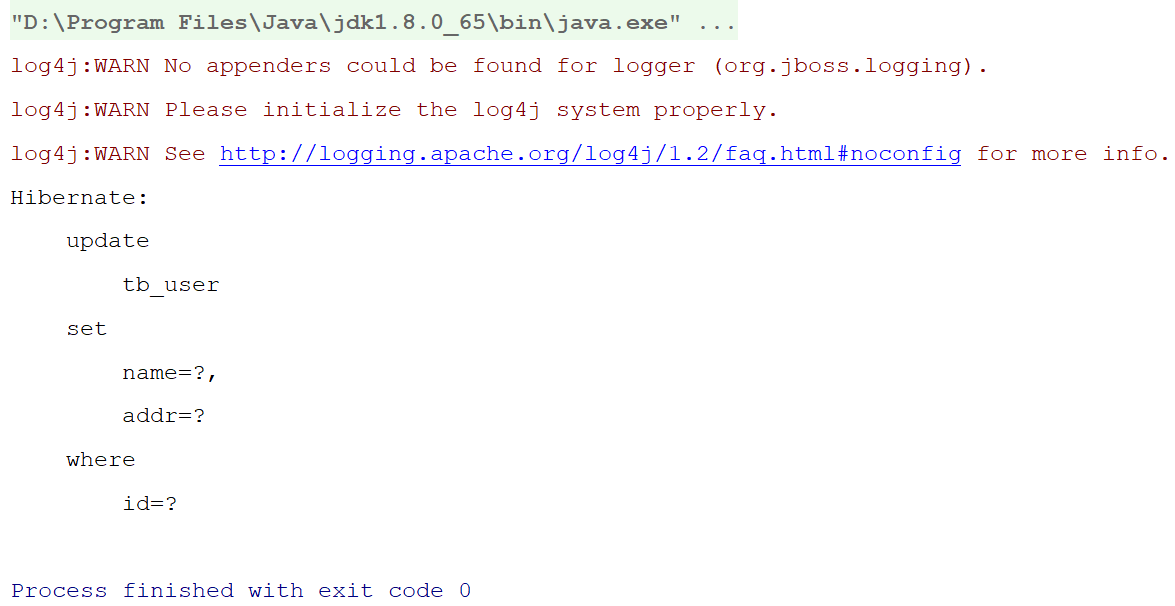 "D:\Program Files\Java\jdk1.8.0_65\bin\java.exe" ...
log4j:WARN No appenders could be found for logger (org.jboss.logging).
log4j:WARN Please initialize the log4j system properly.
log4j:WARN See http://logging.apache.org/log4j/1.2/faq.html#noconfig for more info.
Hibernate:
    update
        tb_user
    set
        name=?,
        addr=?
    where
        id=?
Process finished with exit code 0